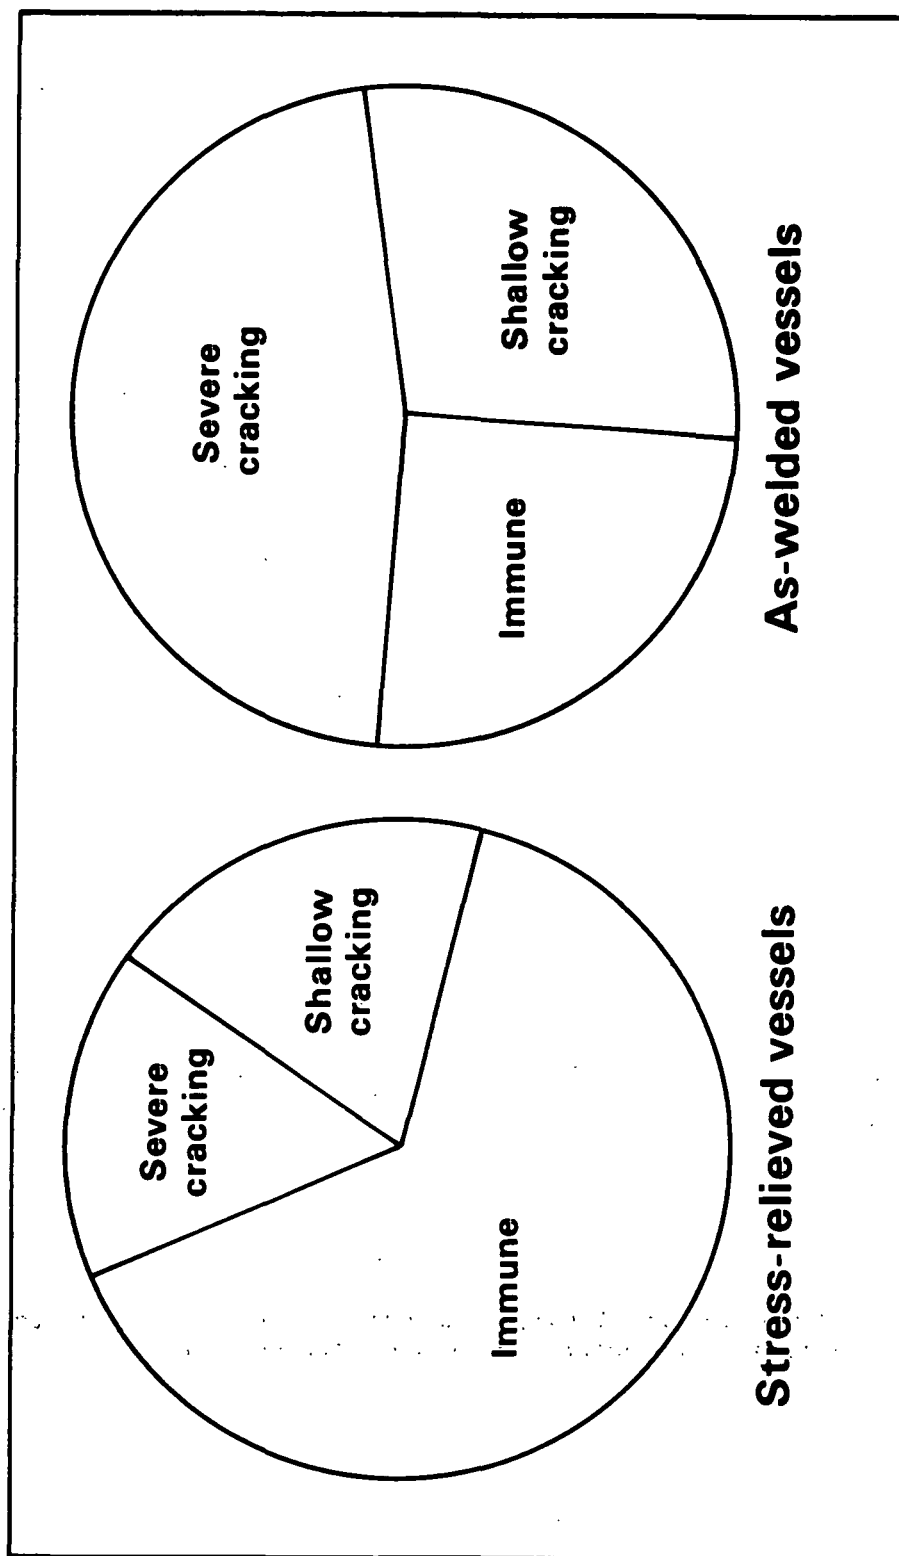 Severe
cracking
Shallow
cracking
Immune
Stress-relieved vessels
Severe
cracking
Shallow
cracking
Immune
As-welded vessels